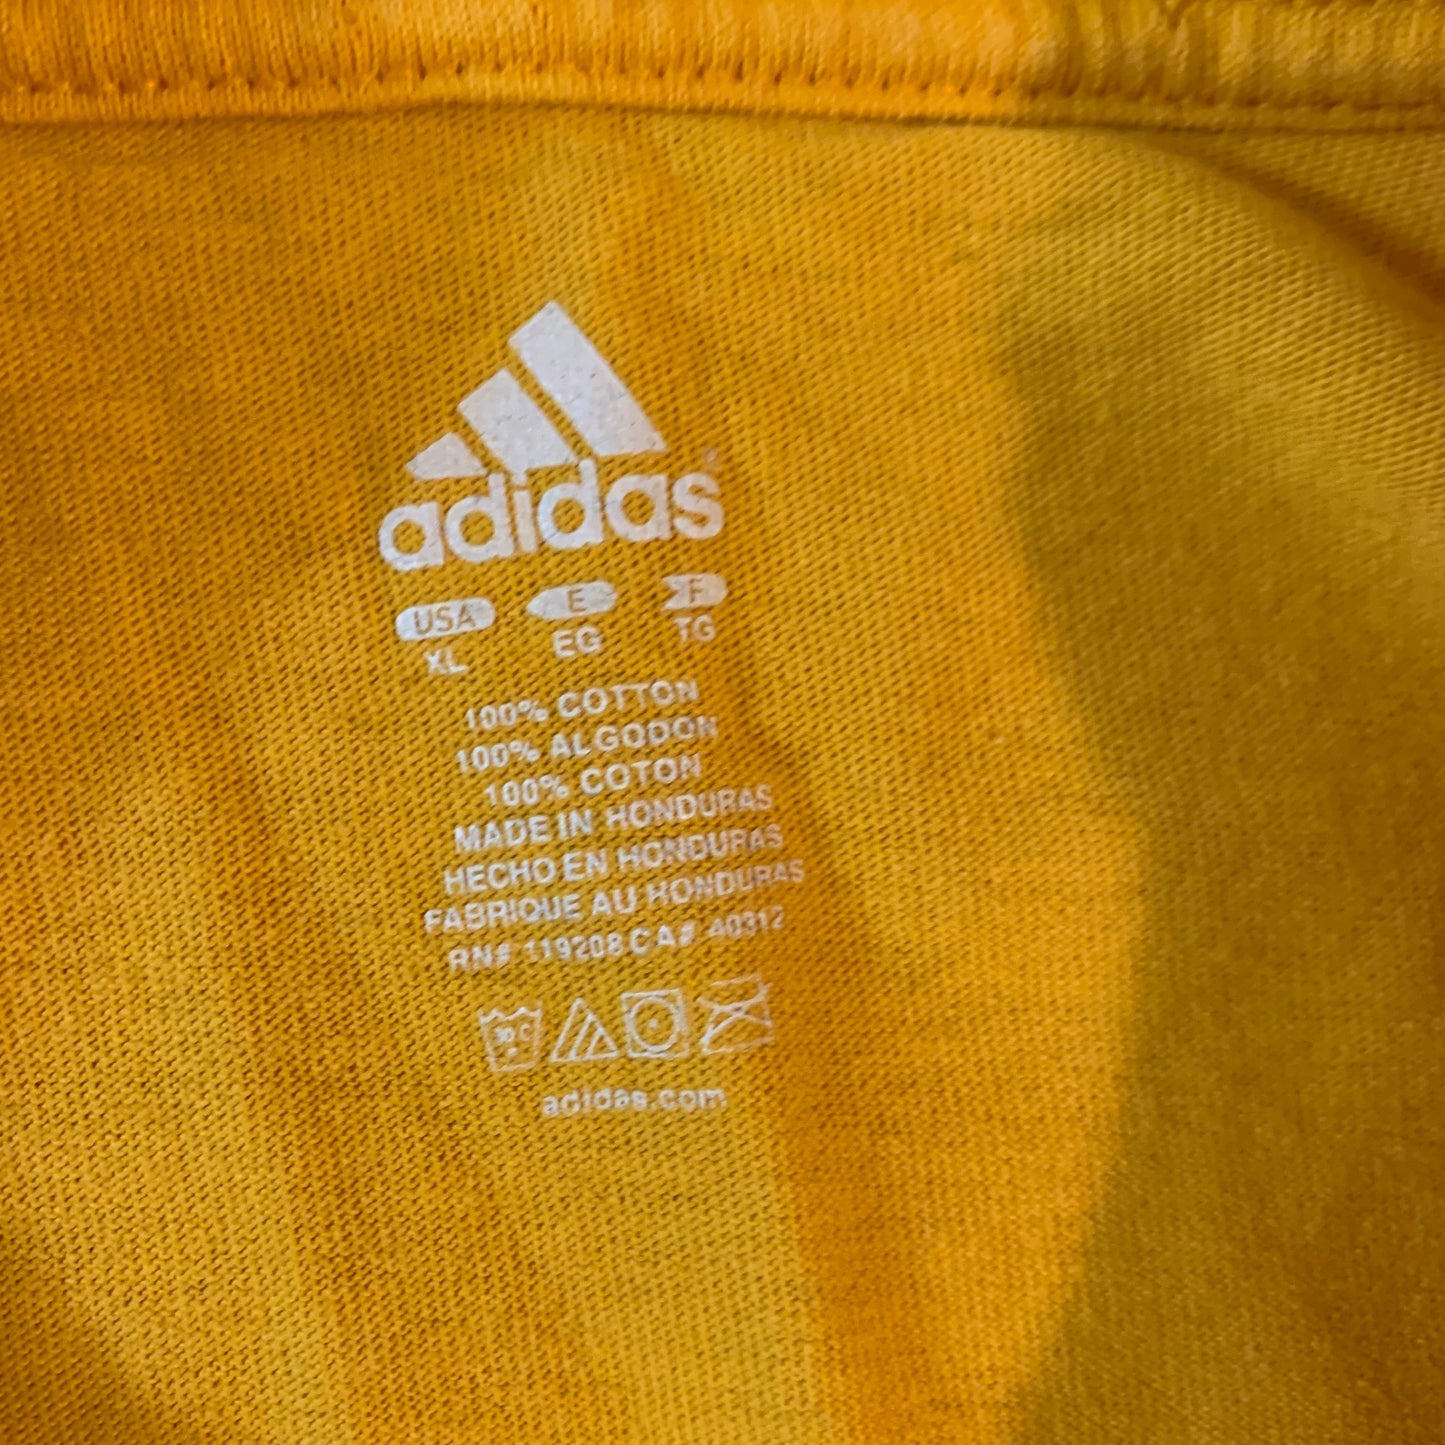 adidas
USA E F
XL EG TG
100% COTTON
100% ALGODON
100% COTON
MADE IN HONDURAS
HECHO EN HONDURAS
FABRIQUE AU HONDURAS
RN# 119208 CA# 40312
adidas.com